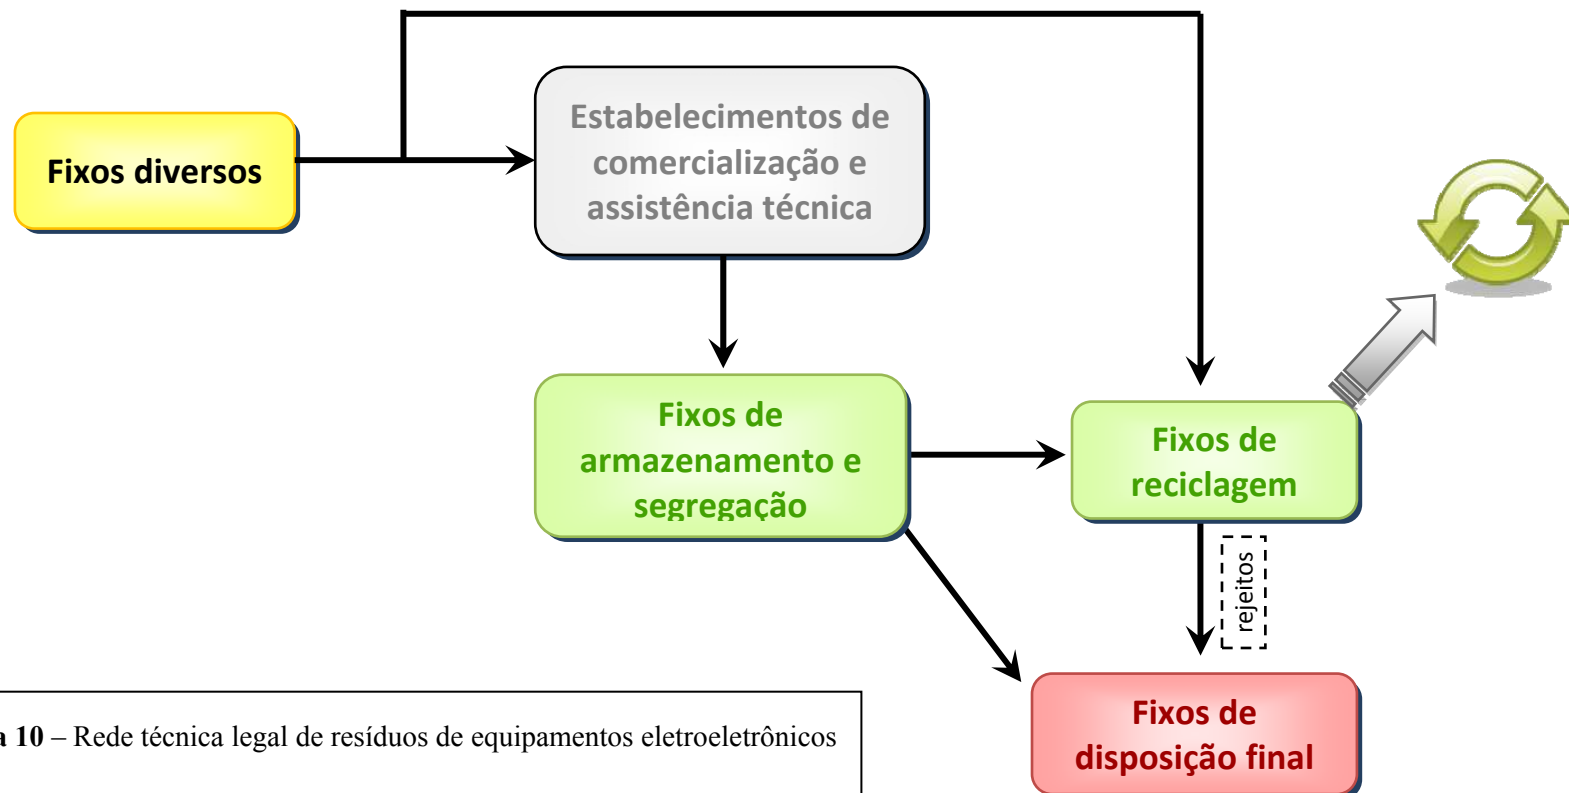 Estabelecimentos de
comercialização e
assistência técnica
Fixos diversos
Fixos de
armazenamento e
segregação
Fixos de
reciclagem
rejeitos
Fixos de
disposição final
a 10 – Rede técnica legal de resíduos de equipamentos eletroeletrônicos